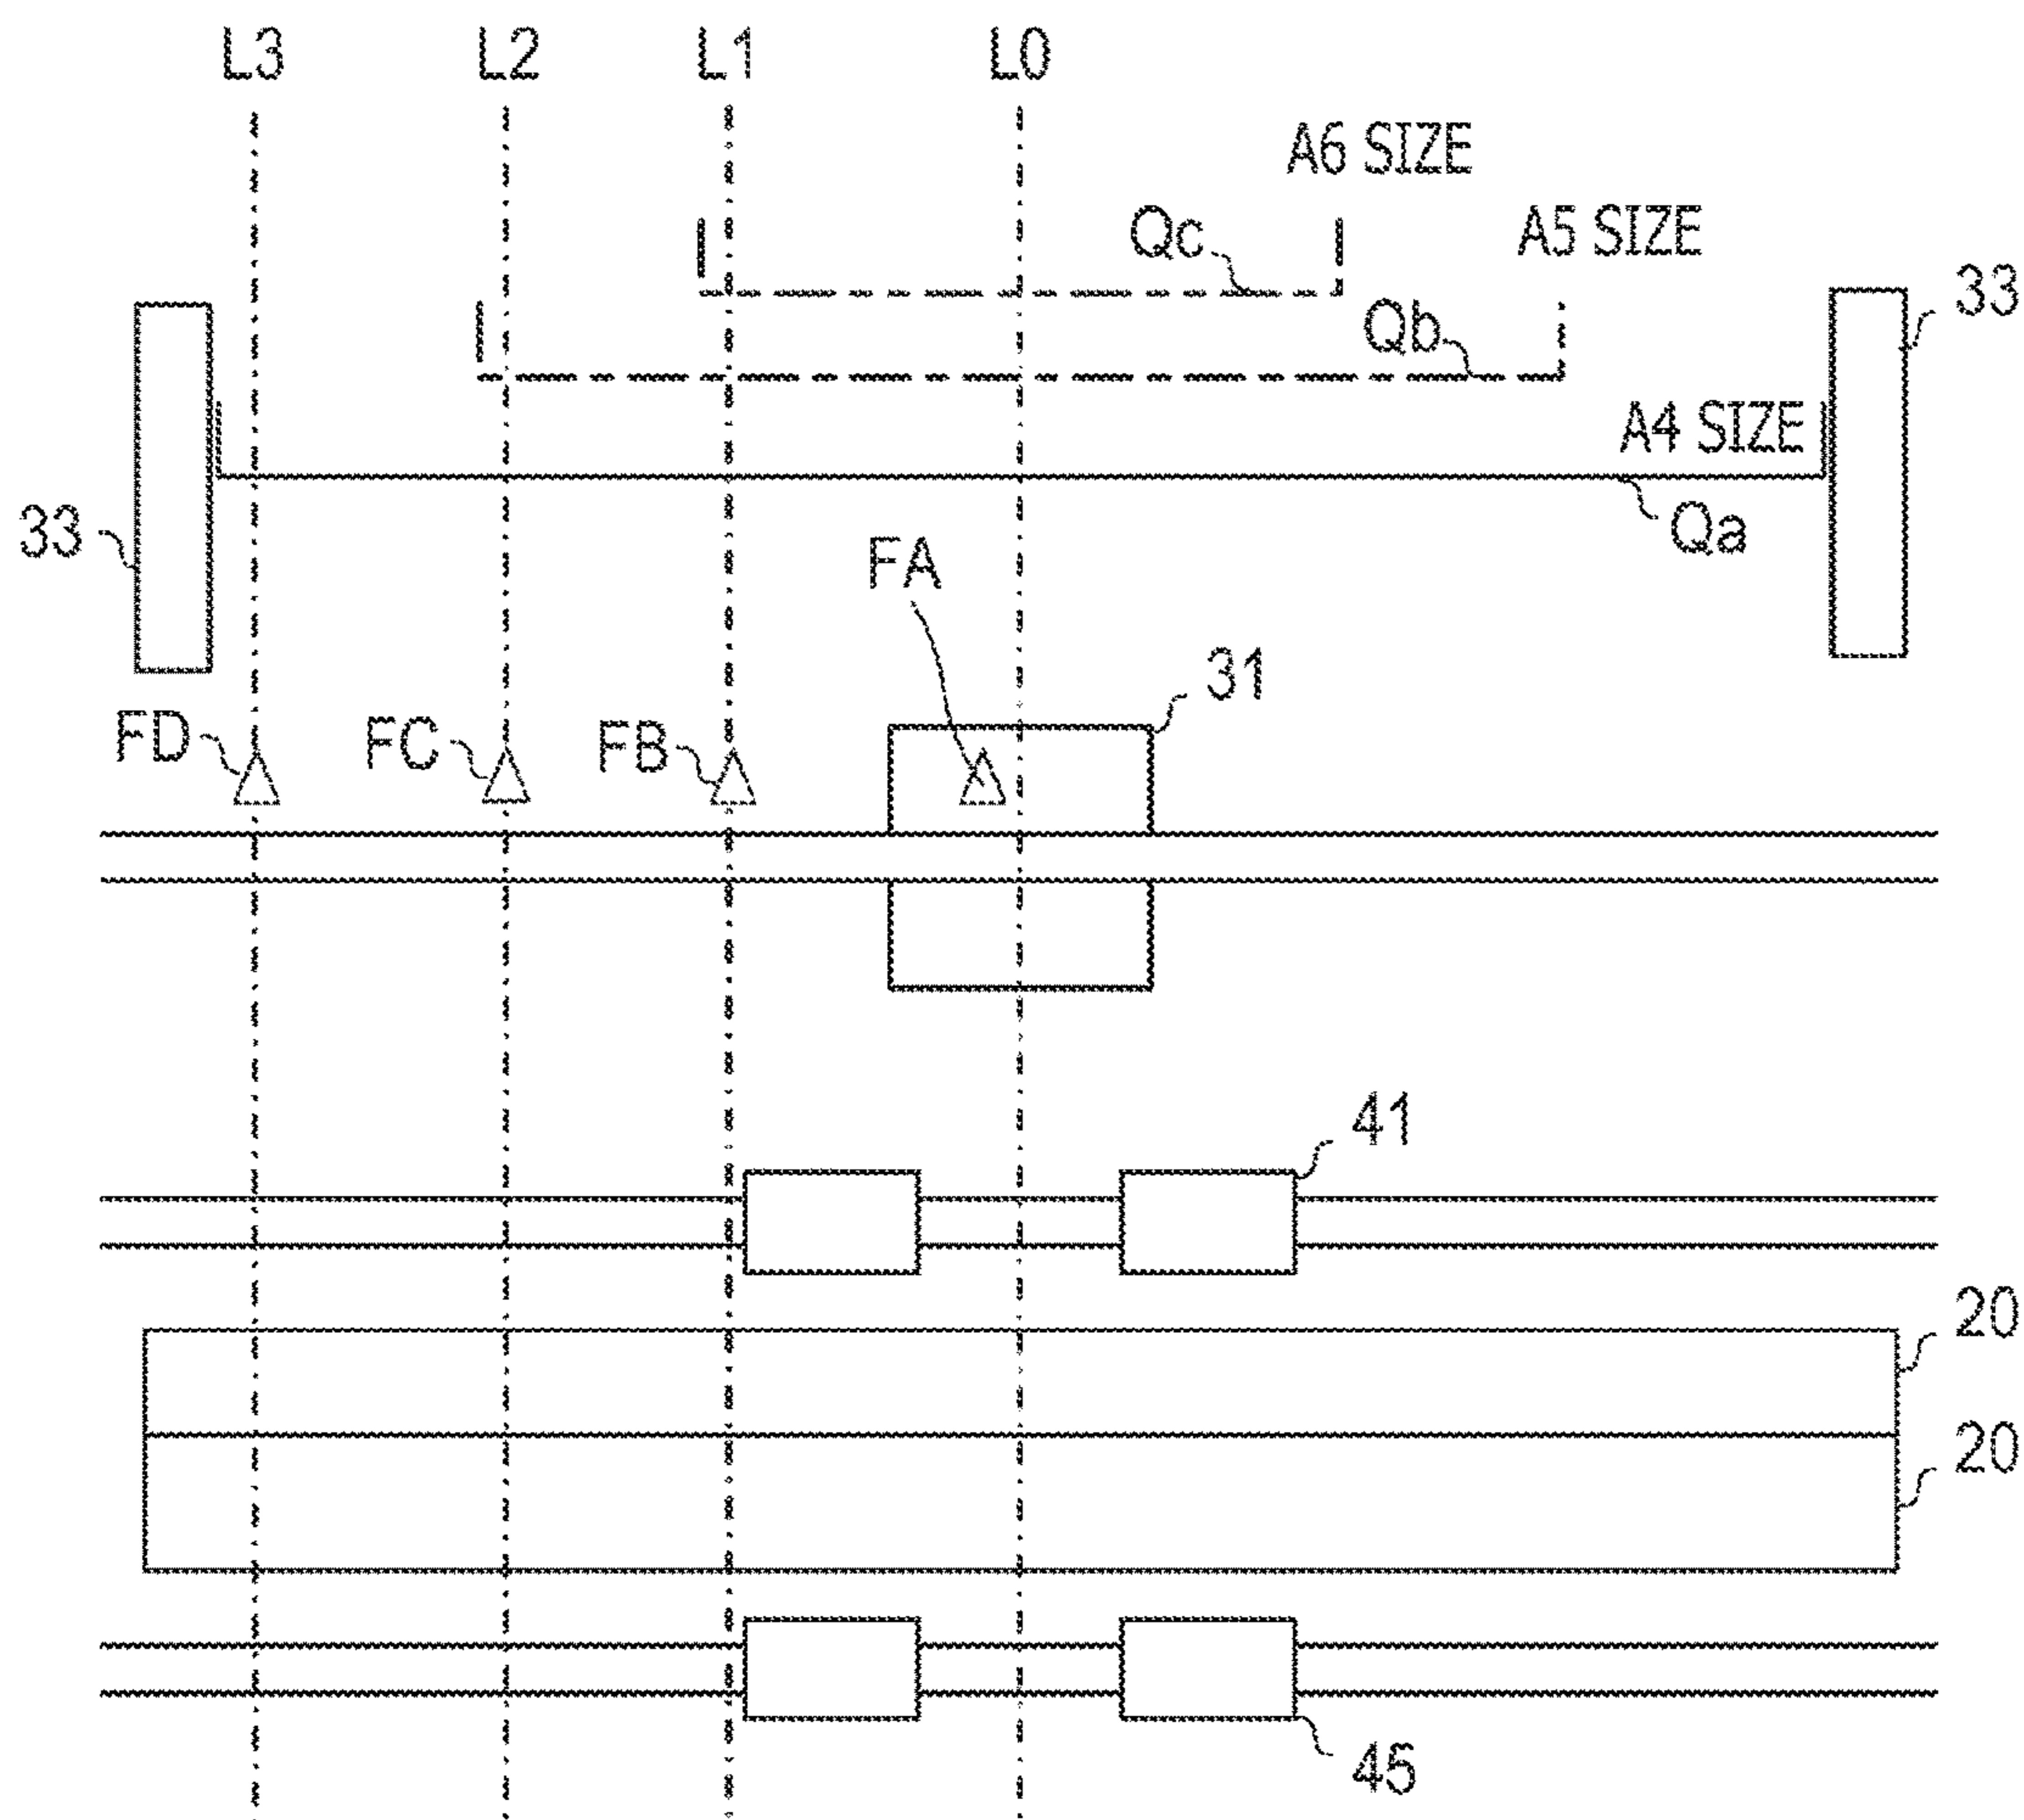 L3 L2 L1 L0
A6 SIZE
Qc
A5 SIZE
33
Qb
A4 SIZE
33
Qa
FA
31
FD FC FB
41
20
20
45